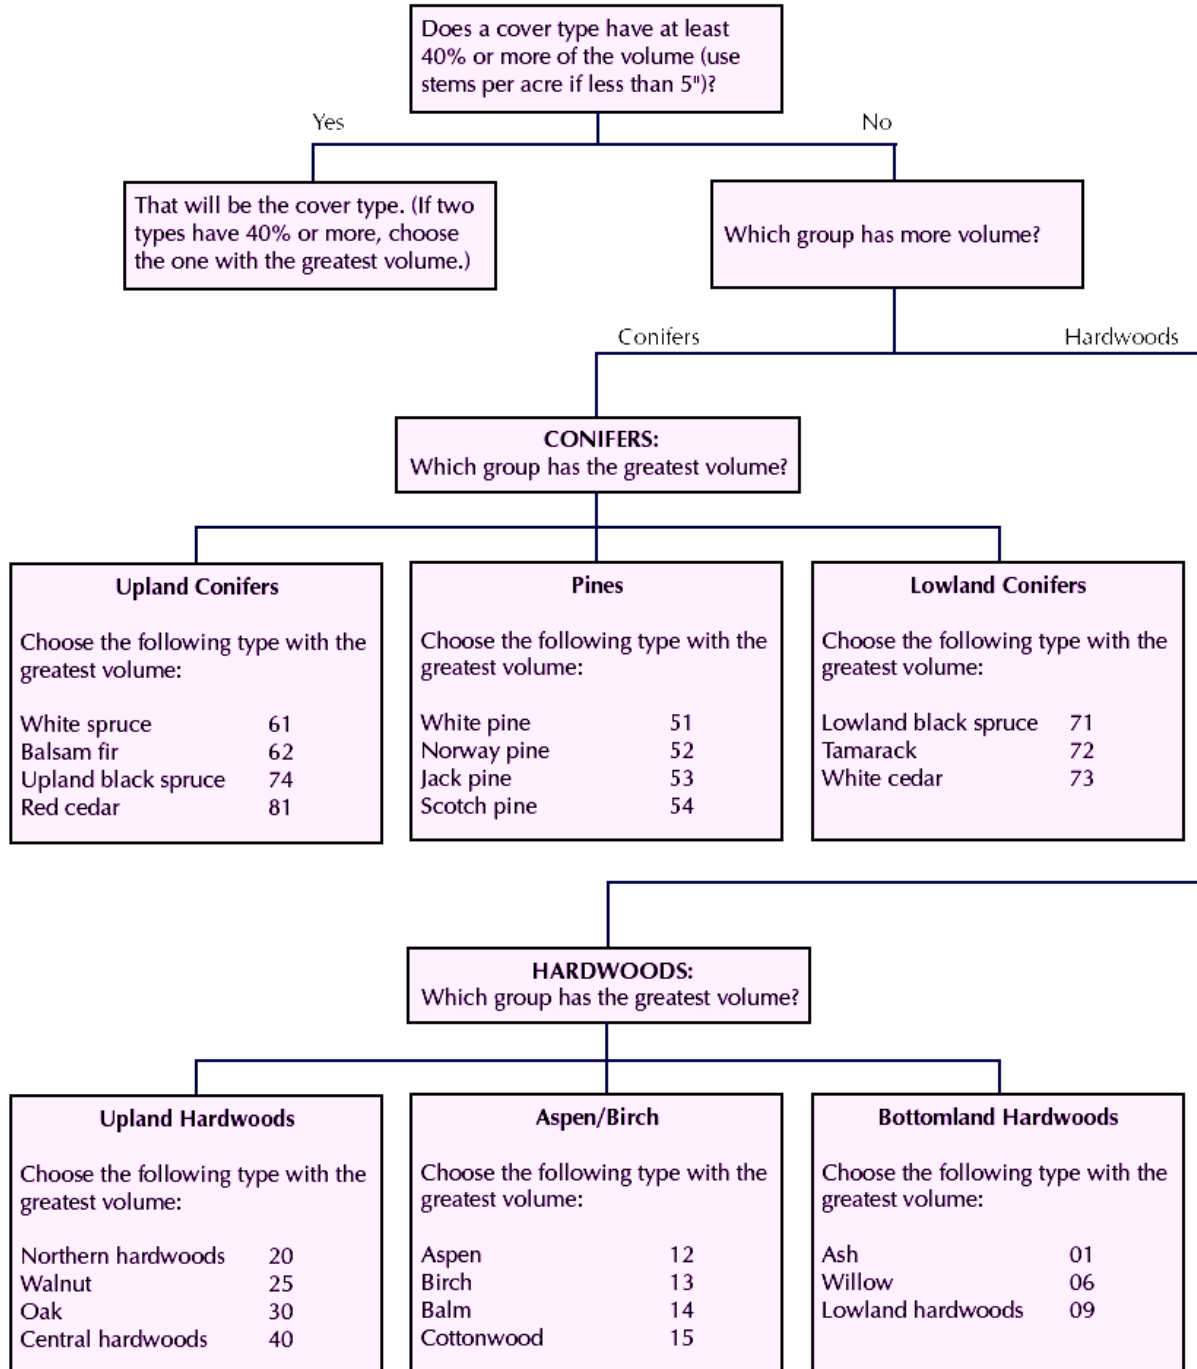 Does a cover type have at least
40% or more of the volume (use
stems per acre if less than 5")?
Yes
No
That will be the cover type. (If two
types have 40% or more, choose
the one with the greatest volume.)
Which group has more volume?
Conifers
Hardwoods
CONIFERS:
Which group has the greatest volume?
Upland Conifers
Choose the following type with the
greatest volume:
White spruce 61
Balsam fir 62
Upland black spruce 74
Red cedar 81
Pines
Choose the following type with the
greatest volume:
White pine 51
Norway pine 52
Jack pine 53
Scotch pine 54
Lowland Conifers
Choose the following type with the
greatest volume:
Lowland black spruce 71
Tamarack 72
White cedar 73
HARDWOODS:
Which group has the greatest volume?
Upland Hardwoods
Choose the following type with the
greatest volume:
Northern hardwoods 20
Walnut 25
Oak 30
Central hardwoods 40
Aspen/Birch
Choose the following type with the
greatest volume:
Aspen 12
Birch 13
Balm 14
Cottonwood 15
Bottomland Hardwoods
Choose the following type with the
greatest volume:
Ash 01
Willow 06
Lowland hardwoods 09